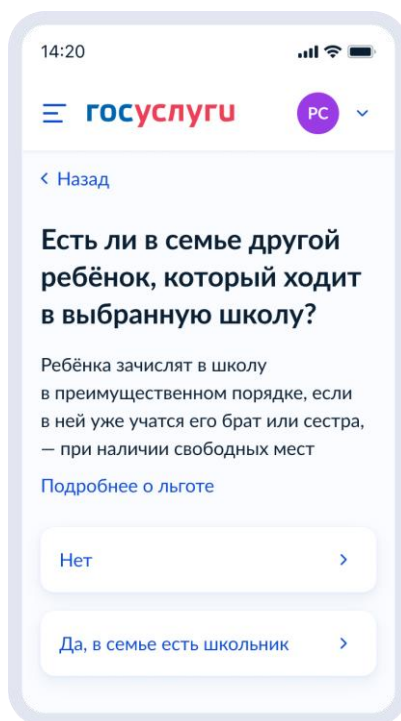 14:20
госуслуги
РС
Назад
Есть ли в семье другой
ребёнок, который ходит
в выбранную школу?
Ребёнка зачислят в школу
в преимущественном порядке, если
в ней уже учатся его брат или сестра,
— при наличии свободных мест
Подробнее о льготе
Нет
Да, в семье есть школьник